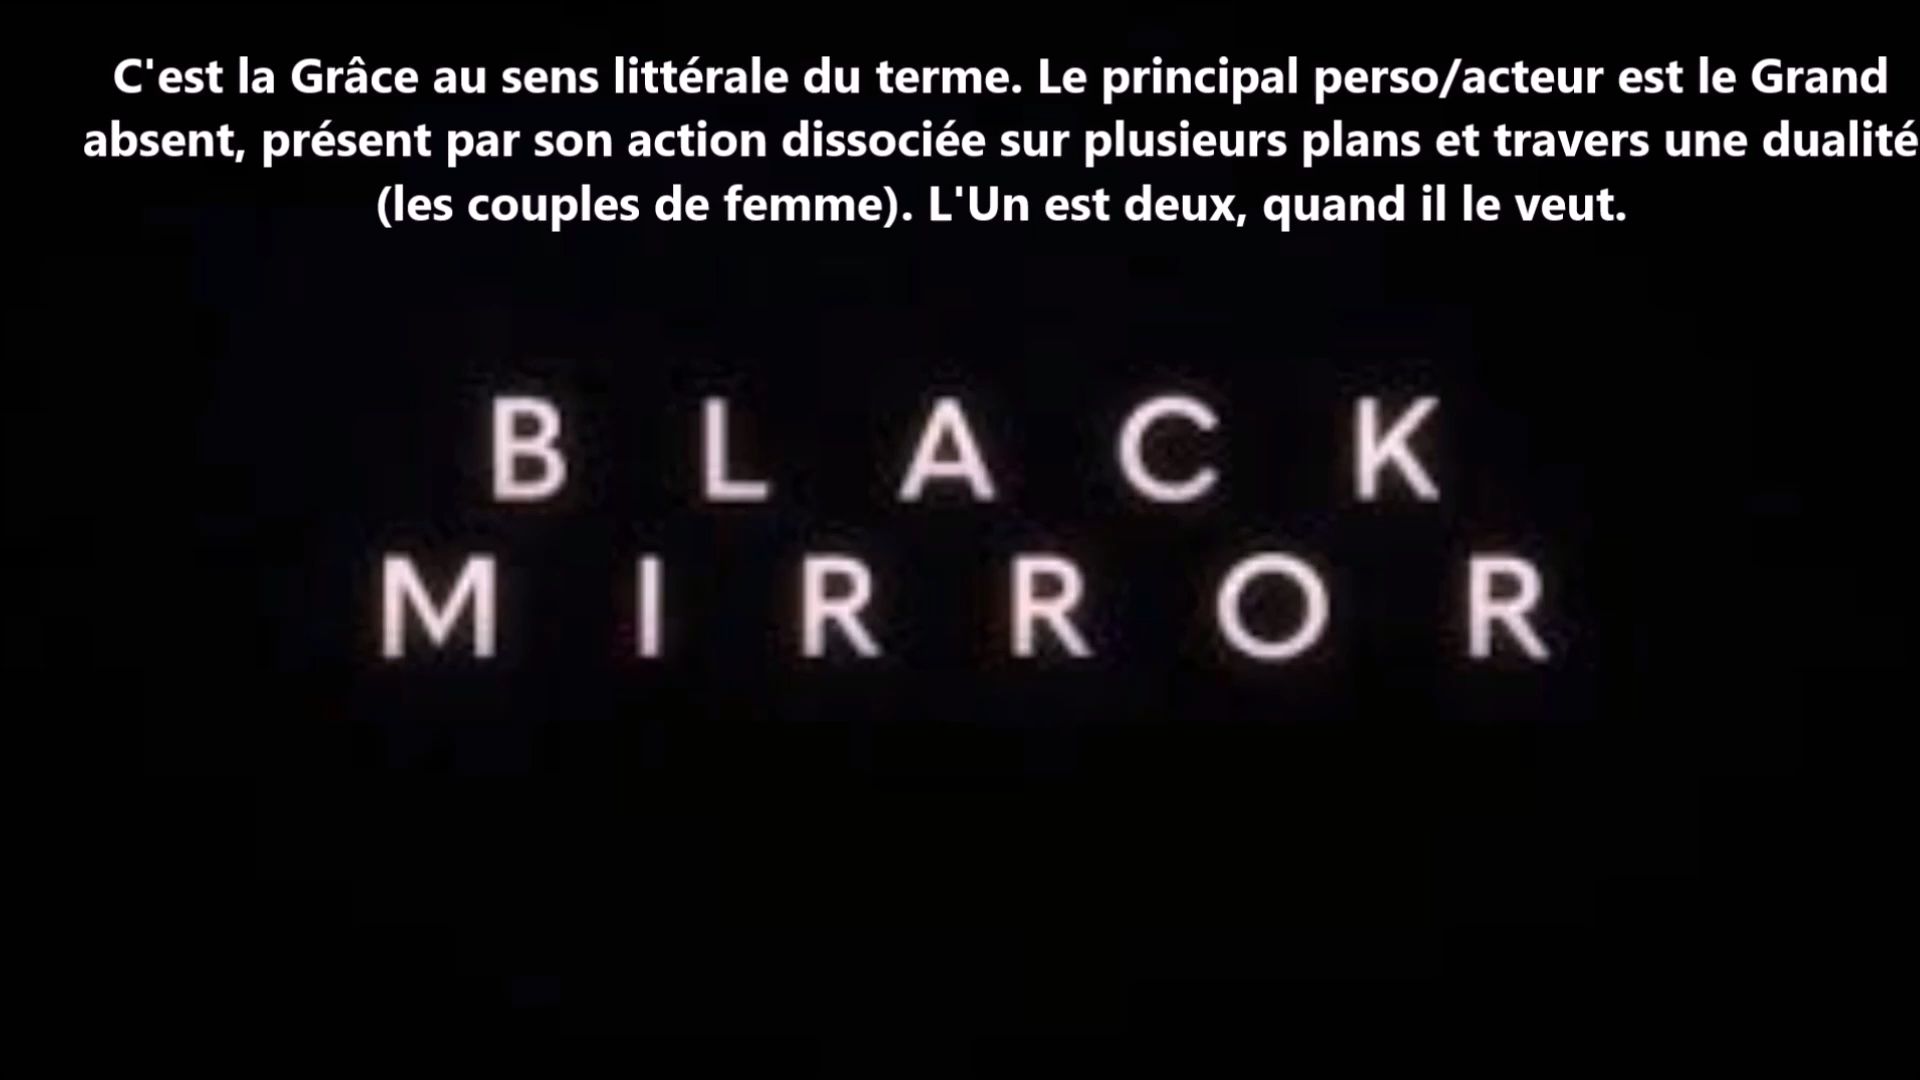 C'est la Grâce au sens littérale du terme. Le principal perso/acteur est le Grand
absent, présent par son action dissociée sur plusieurs plans et travers une dualité
(les couples de femme). L'Un est deux, quand il le veut.
BLACK
MIRROR